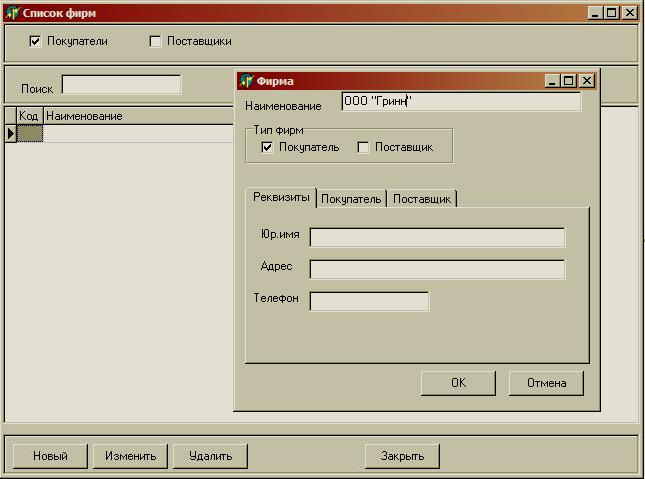 Список фирм
Покупатели Поставщики
Поиск
Код Наименование
Фирма
Наименование ООО "Гринн"
Тип фирм
Покупатель Поставщик
Реквизиты Покупатель Поставщик
Юр.имя
Адрес
Телефон
OK Отмена
Новый Изменить Удалить Закрыть